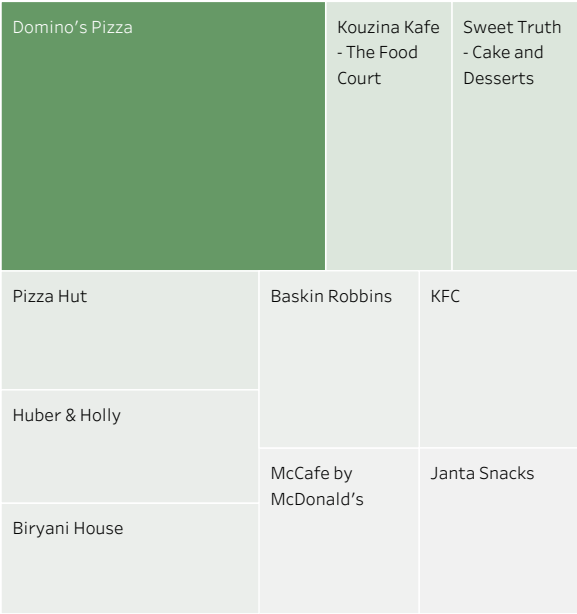 Domino's Pizza
Kouzina Kafe
- The Food
Court
Sweet Truth
- Cake and
Desserts
Pizza Hut
Huber & Holly
Biryani House
Baskin Robbins
KFC
McCafe by
McDonald's
Janta Snacks